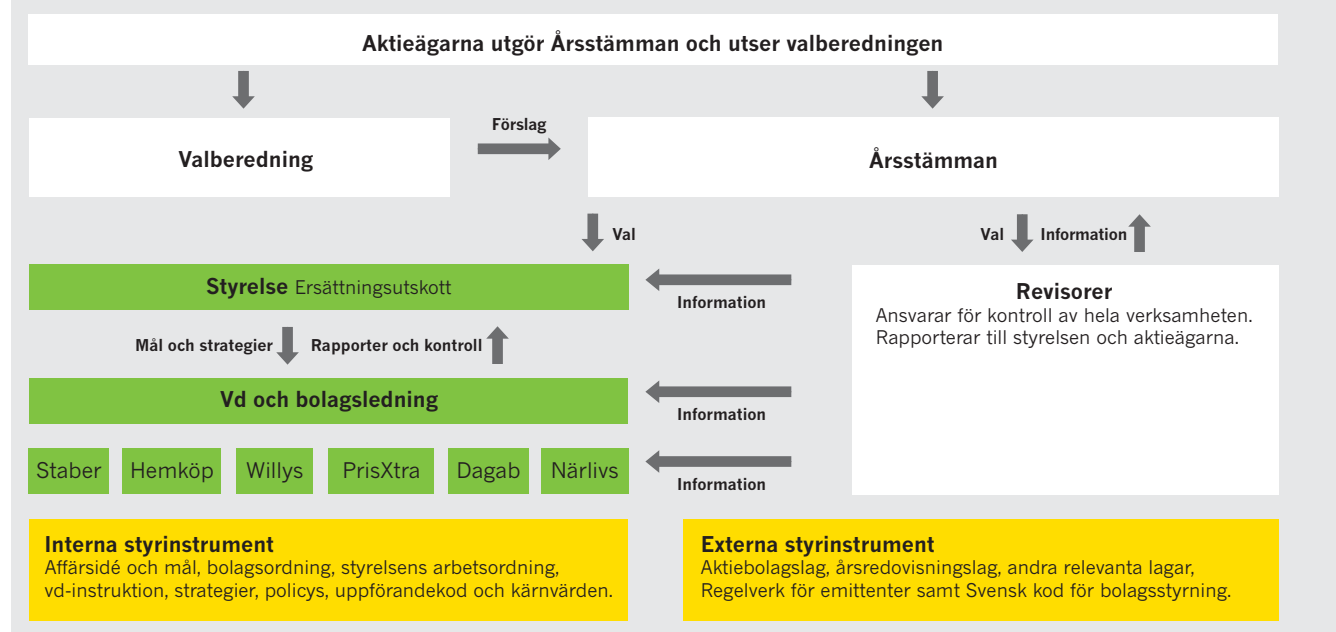 Aktieägarna utgör Årsstämman och utser valberedningen
Förslag
Valberedning
Årsstämman
Val
Val
Information
Styrelse Ersättningsutskott
Information
Revisorer
Ansvarar för kontroll av hela verksamheten.
Rapporterar till styrelsen och aktieägarna.
Mål och strategier
Rapporter och kontroll
Vd och bolagsledning
Information
Staber
Hemköp
Willys
PrisXtra
Dagab
Närlivs
Information
Interna styrinstrument
Affärsidé och mål, bolagsordning, styrelsens arbetsordning,
vd-instruktion, strategier, policys, uppförandekod och kärnvärden.
Externa styrinstrument
Aktiebolagslag, årsredovisningslag, andra relevanta lagar,
Regelverk för emittenter samt Svensk kod för bolagsstyrning.